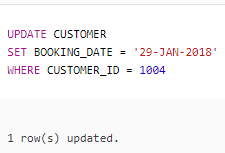 UPDATE CUSTOMER
SET BOOKING_DATE = '29-JAN-2018'
WHERE CUSTOMER_ID = 1004
1 row(s) updated.